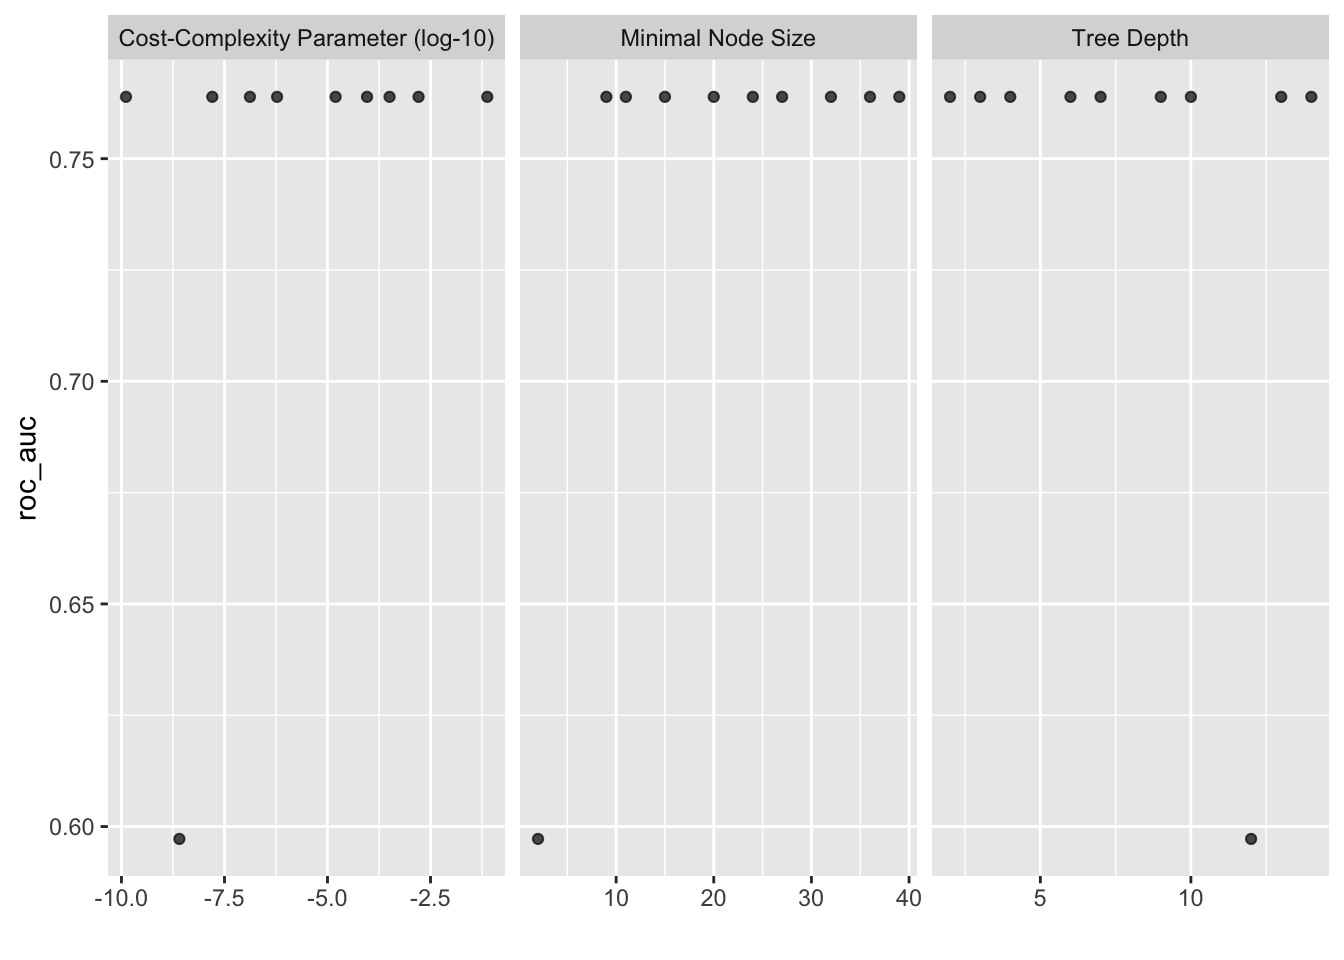 Cost-Complexity Parameter (log-10)
Minimal Node Size
Tree Depth
roc_auc
0.75
0.70
0.65
0.60
-10.0 -7.5 -5.0 -2.5
10 20 30 40
5 10